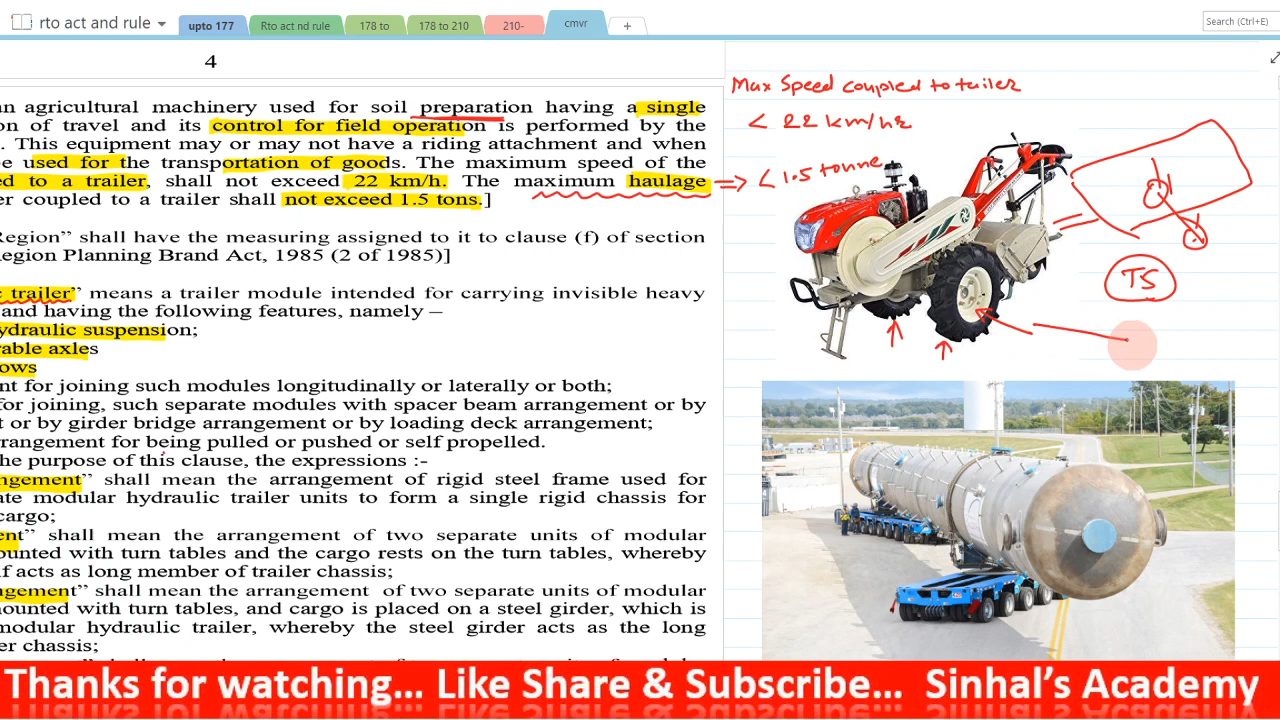 rto act and rule
upto 177
Rto act nd rule
178 to
178 to 210
210-
cmvr
+
Search (Ctrl+E)
4
an agricultural machinery used for soil preparation having a single
on of travel and its control for field operation is performed by the
. This equipment may or may not have a riding attachment and when
be used for the transportation of goods. The maximum speed of the
ed to a trailer, shall not exceed 22 km/h. The maximum haulage
er coupled to a trailer shall not exceed 1.5 tons.]
Region” shall have the measuring assigned to it to clause (f) of section
egion Planning Brand Act, 1985 (2 of 1985)]
c trailer” means a trailer module intended for carrying invisible heavy
and having the following features, namely –
ydraulic suspension;
rable axles
ows
nt for joining such modules longitudinally or laterally or both;
for joining, such separate modules with spacer beam arrangement or by
t or by girder bridge arrangement or by loading deck arrangement;
rrangement for being pulled or pushed or self propelled.
he purpose of this clause, the expressions :-
ngement” shall mean the arrangement of rigid steel frame used for
ate modular hydraulic trailer units to form a single rigid chassis for
cargo;
ent” shall mean the arrangement of two separate units of modular
ounted with turn tables and the cargo rests on the turn tables, whereby
lf acts as long member of trailer chassis;
ngement” shall mean the arrangement of two separate units of modular
mounted with turn tables, and cargo is placed on a steel girder, which is
modular hydraulic trailer, whereby the steel girder acts as the long
er chassis;
Max Speed coupled to tailer
< 22 km/hr
=> < 1.5 tonne
TS
Thanks for watching... Like Share & Subscribe... Sinhal’s Academy